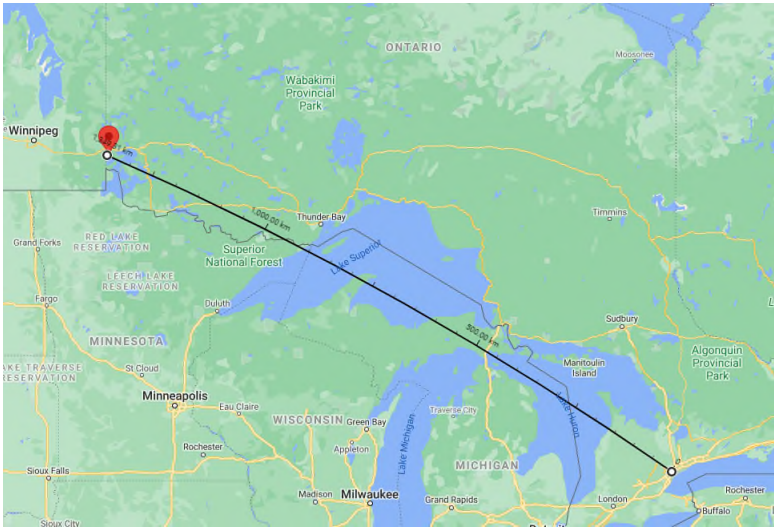 ONTARIO
Moosonee
Wabakimi
Provincial
Park
Winnipeg
1,000.00 km
Thunder Bay
Timmins
RED LAKE
RESERVATION
Grand Forks
Superior
National Forest
Lake Superior
LEECH LAKE
RESERVATION
Fargo
Duluth
500.00 km
Sudbury
MINNESOTA
Manitoulin
Island
Algonquin
Provincial
Park
AKE TRAVERSE
RESERVATION
St Cloud
Minneapolis
Eau Claire
WISCONSIN
Green Bay
Traverse City
Lake Huron
Appleton
Lake Michigan
Rochester
MICHIGAN
Sioux Falls
Madison
Milwaukee
Grand Rapids
London
Rochester
Buffalo
Sioux City